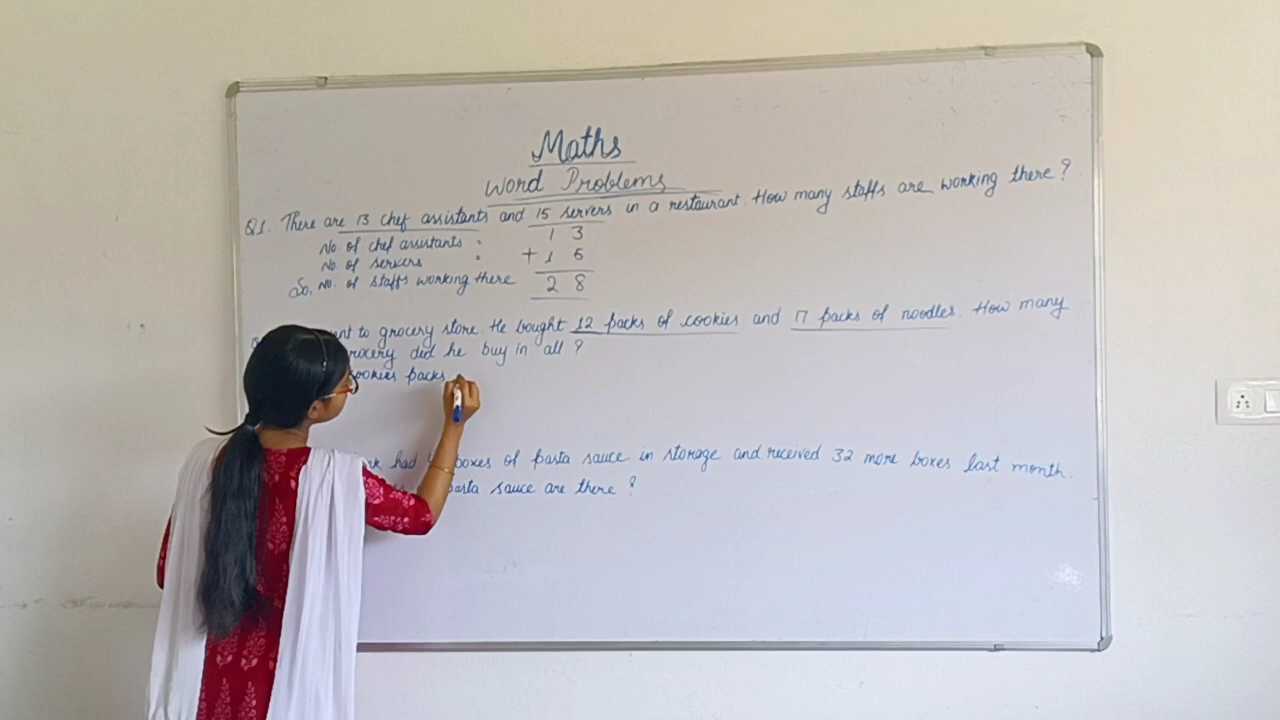 Maths
Word Problems
Q1. There are 13 chef assistants and 15 servers in a restaurant. How many staffs are working there?
No. of chef assistants : 1 3
No. of servers : + 1 5
So, No. of staffs working there 2 8
to grocery store. He bought 12 packs of cookies and 17 packs of noodles. How many
did he buy in all ?
packs
had boxes of pasta sauce in storage and received 32 more boxes last month.
pasta sauce are there ?